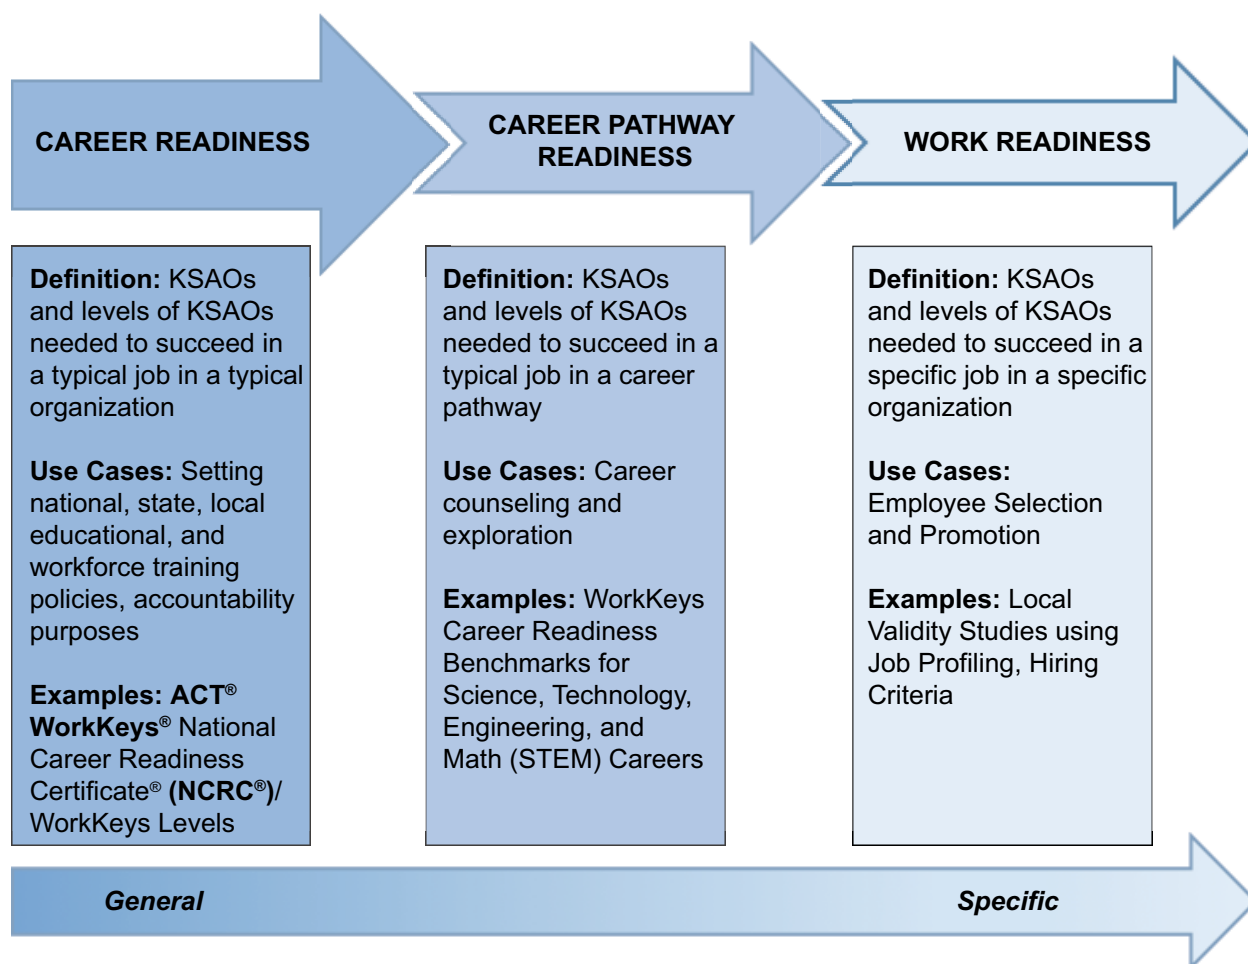 CAREER READINESS
CAREER PATHWAY
READINESS
WORK READINESS
Definition: KSAOs
and levels of KSAOs
needed to succeed in
a typical job in a typical
organization
Use Cases: Setting
national, state, local
educational, and
workforce training
policies, accountability
purposes
Examples: ACT®
WorkKeys® National
Career Readiness
Certificate® (NCRC®)/
WorkKeys Levels
Definition: KSAOs
and levels of KSAOs
needed to succeed in a
typical job in a career
pathway
Use Cases: Career
counseling and
exploration
Examples: WorkKeys
Career Readiness
Benchmarks for
Science, Technology,
Engineering, and
Math (STEM) Careers
Definition: KSAOs
and levels of KSAOs
needed to succeed in a
specific job in a specific
organization
Use Cases:
Employee Selection
and Promotion
Examples: Local
Validity Studies using
Job Profiling, Hiring
Criteria
General
Specific